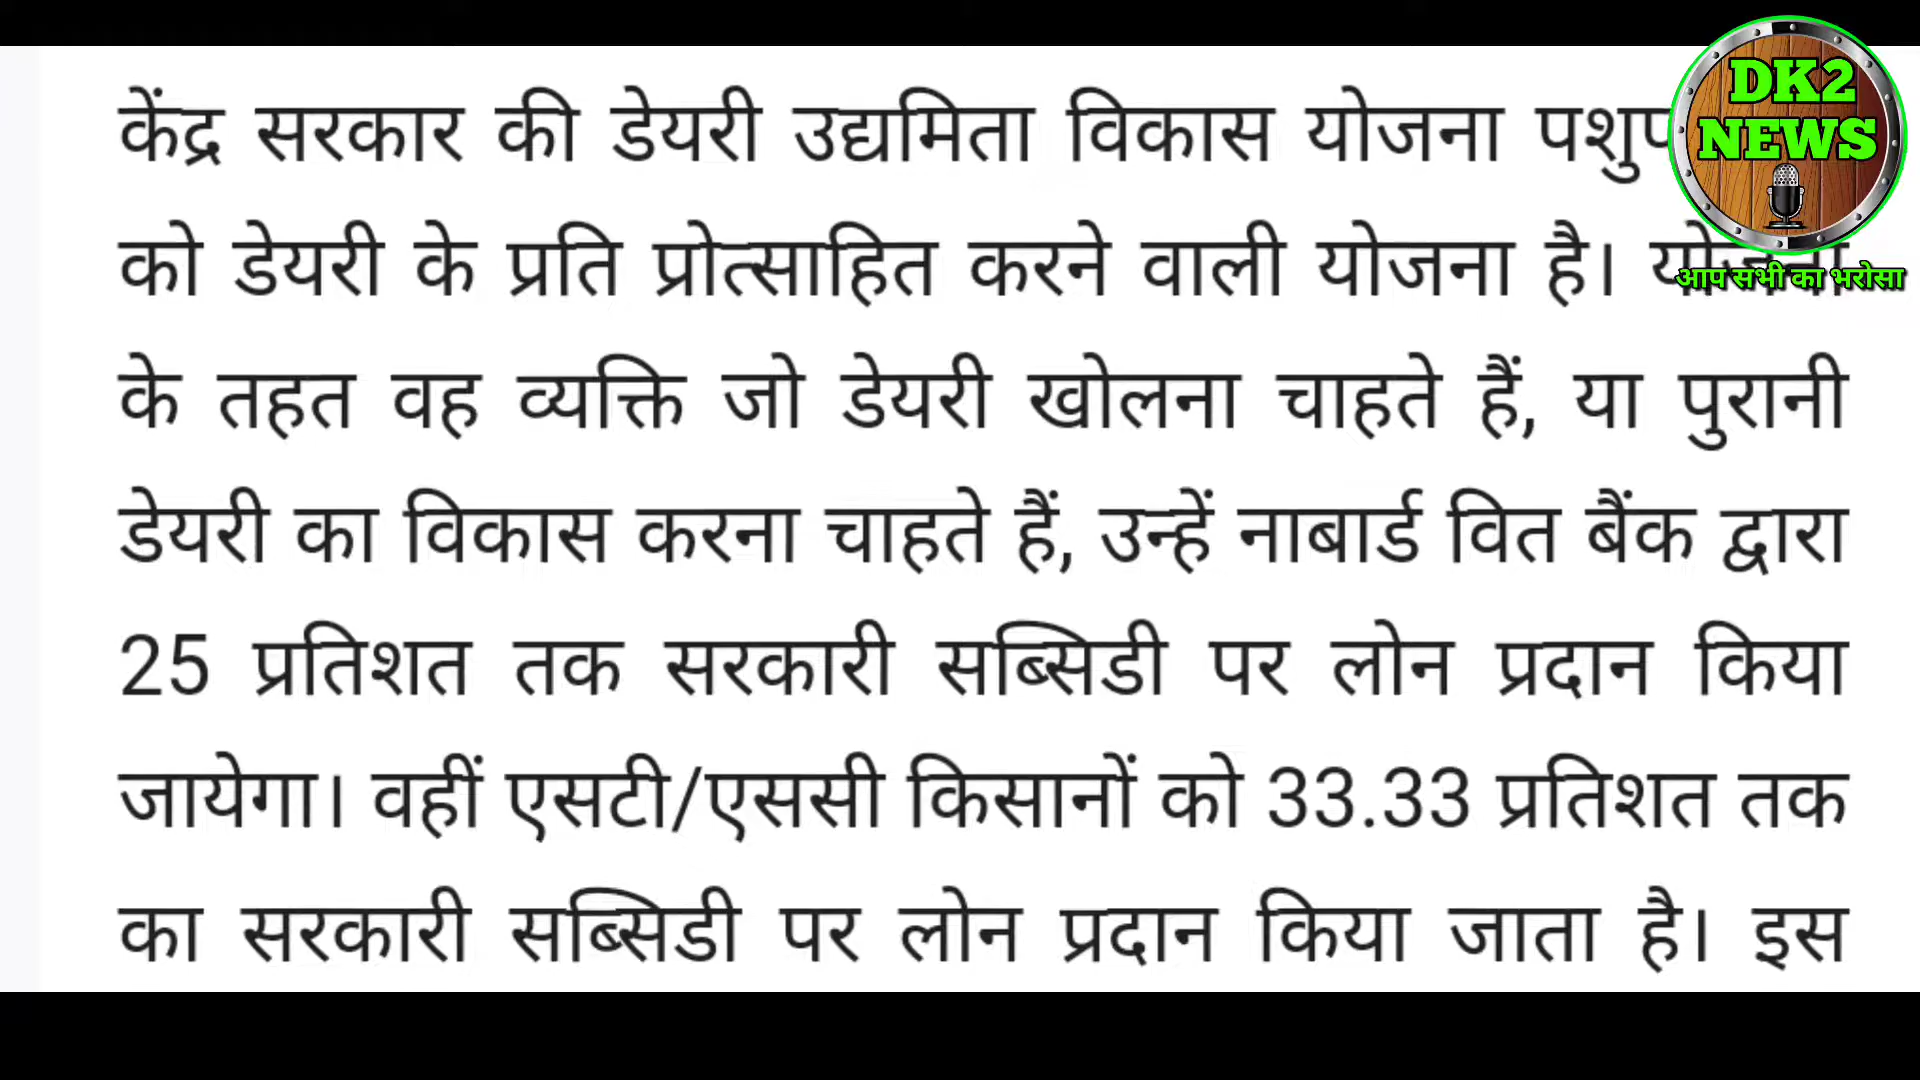 केंद्र सरकार की डेयरी उद्यमिता विकास योजना
को डेयरी के प्रति प्रोत्साहित करने वाली योजना है। योजना
के तहत वह व्यक्ति जो डेयरी खोलना चाहते हैं, या पुरानी
डेयरी का विकास करना चाहते हैं, उन्हें नाबार्ड वित बैंक द्वारा
25 प्रतिशत तक सरकारी सब्सिडी पर लोन प्रदान किया
जायेगा। वहीं एसटी/एससी किसानों को 33.33 प्रतिशत तक
का सरकारी सब्सिडी पर लोन प्रदान किया जाता है। इस
DK2
NEWS
आप सभी का भरोसा